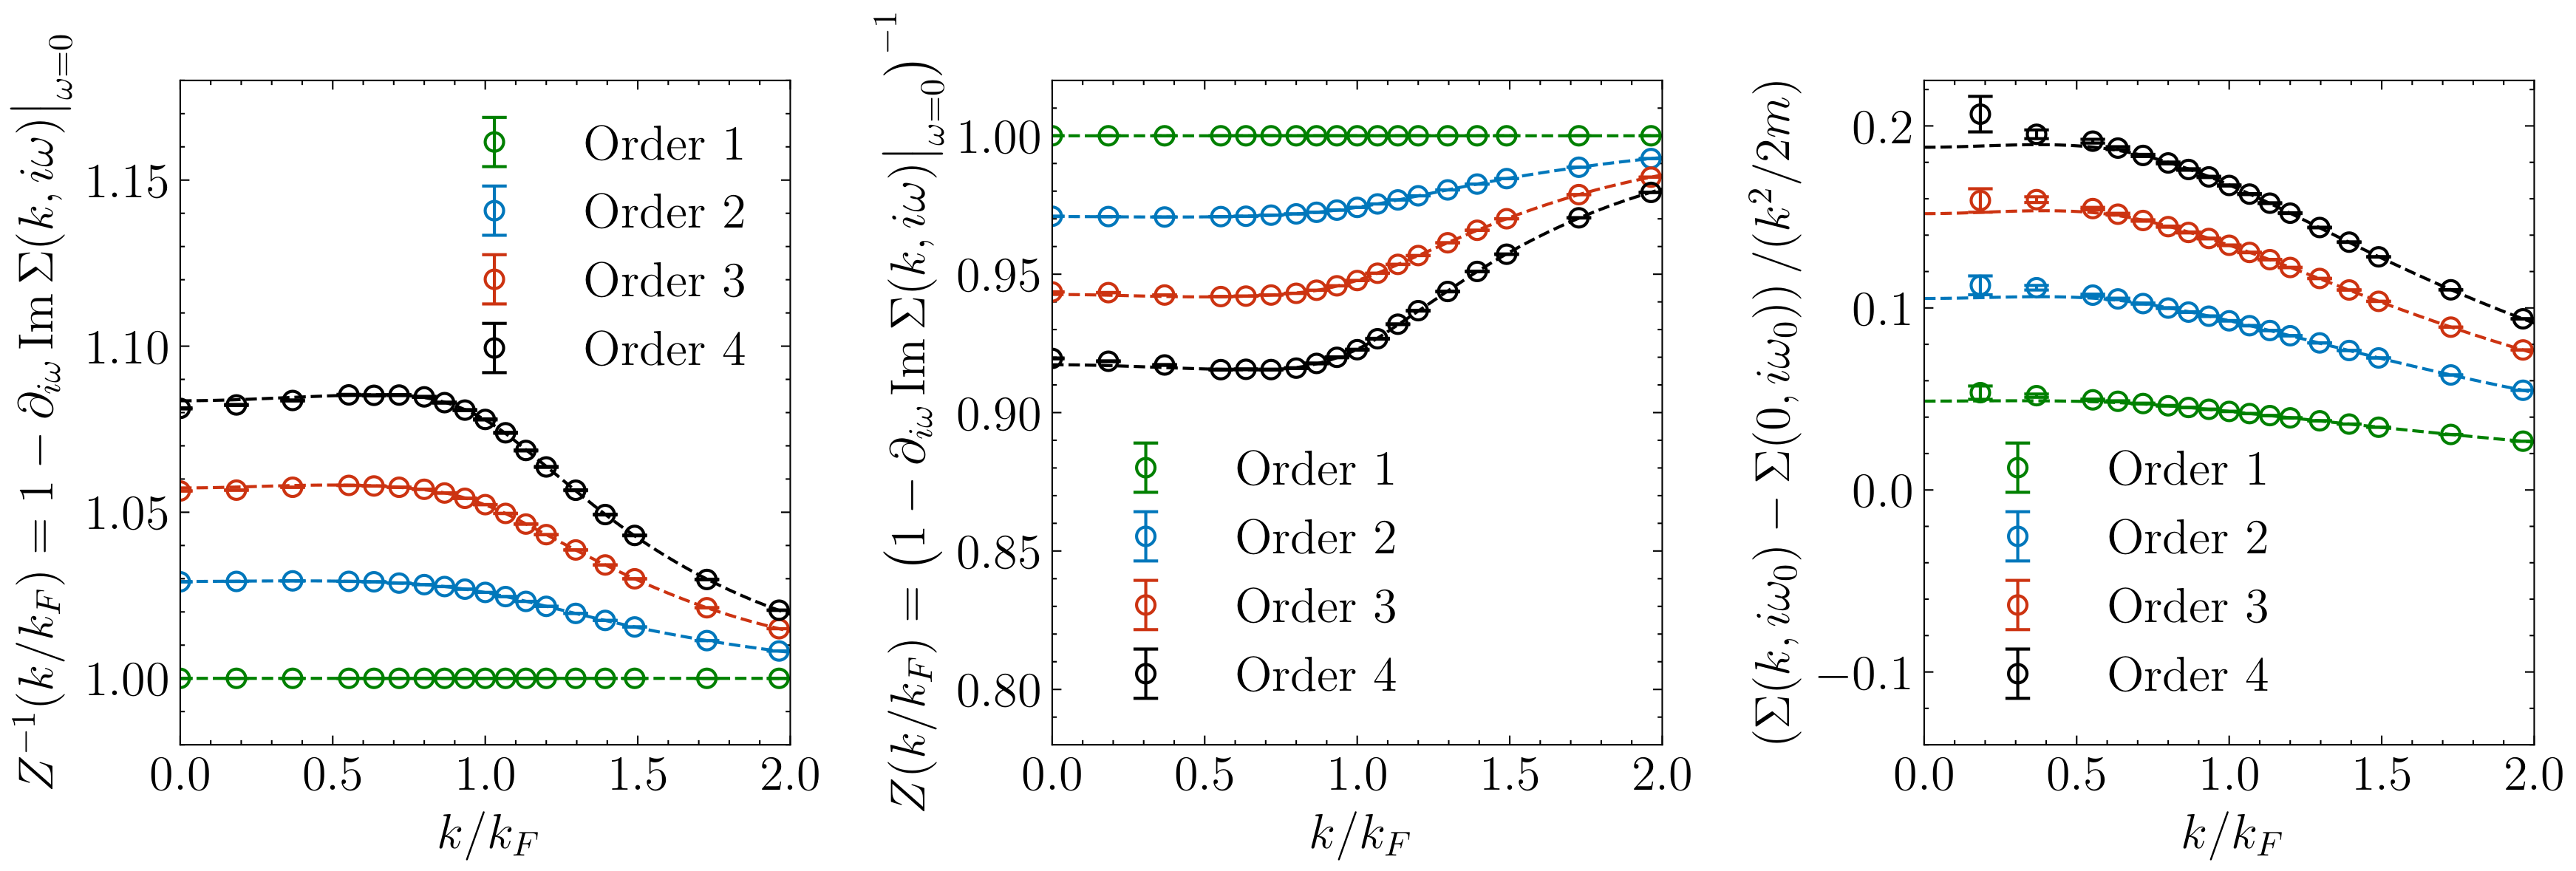 Z^{-1}(k/k_F) = 1 − ∂_{iω} Im Σ(k, iω)|_{ω=0}
1.15
1.10
1.05
1.00
0.0 0.5 1.0 1.5 2.0
k/k_F
Order 1
Order 2
Order 3
Order 4
Z(k/k_F) = (1 − ∂_{iω} Im Σ(k, iω)|_{ω=0})^{-1}
1.00
0.95
0.90
0.85
0.80
0.0 0.5 1.0 1.5 2.0
k/k_F
Order 1
Order 2
Order 3
Order 4
(Σ(k, iω_0) − Σ(0, iω_0)) /(k^2/2m)
0.2
0.1
0.0
−0.1
0.0 0.5 1.0 1.5 2.0
k/k_F
Order 1
Order 2
Order 3
Order 4